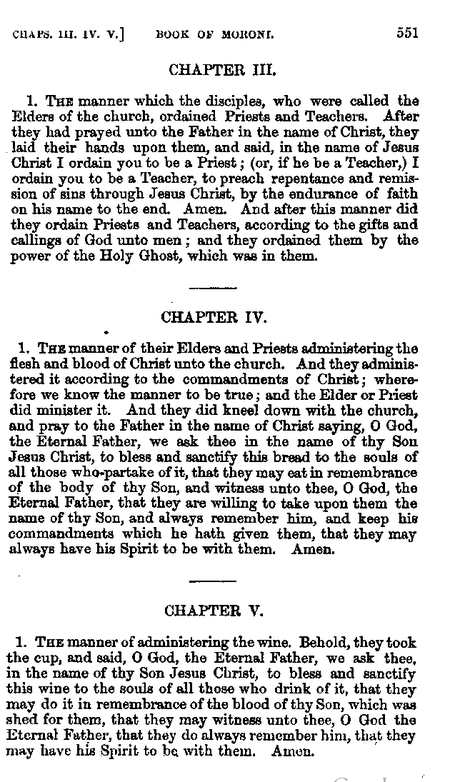 CHAPS. III. IV. V.] BOOK OF MORONI. 551
CHAPTER III.
1. THE manner which the disciples, who were called the
Elders of the church, ordained Priests and Teachers. After
they had prayed unto the Father in the name of Christ, they
laid their hands upon them, and said, in the name of Jesus
Christ I ordain you to be a Priest; (or, if he be a Teacher,) I
ordain you to be a Teacher, to preach repentance and remis-
sion of sins through Jesus Christ, by the endurance of faith
on his name to the end. Amen. And after this manner did
they ordain Priests and Teachers, according to the gifts and
callings of God unto men; and they ordained them by the
power of the Holy Ghost, which was in them.
CHAPTER IV.
1. THE manner of their Elders and Priests administering the
flesh and blood of Christ unto the church. And they adminis-
tered it according to the commandments of Christ; where-
fore we know the manner to be true; and the Elder or Priest
did minister it. And they did kneel down with the church,
and pray to the Father in the name of Christ saying, O God,
the Eternal Father, we ask thee in the name of thy Son
Jesus Christ, to bless and sanctify this bread to the souls of
all those who partake of it, that they may eat in remembrance
of the body of thy Son, and witness unto thee, O God, the
Eternal Father, that they are willing to take upon them the
name of thy Son, and always remember him, and keep his
commandments which he hath given them, that they may
always have his Spirit to be with them. Amen.
CHAPTER V.
1. THE manner of administering the wine. Behold, they took
the cup, and said, O God, the Eternal Father, we ask thee,
in the name of thy Son Jesus Christ, to bless and sanctify
this wine to the souls of all those who drink of it, that they
may do it in remembrance of the blood of thy Son, which was
shed for them, that they may witness unto thee, O God the
Eternal Father, that they do always remember him, that they
may have his Spirit to be with them. Amen.